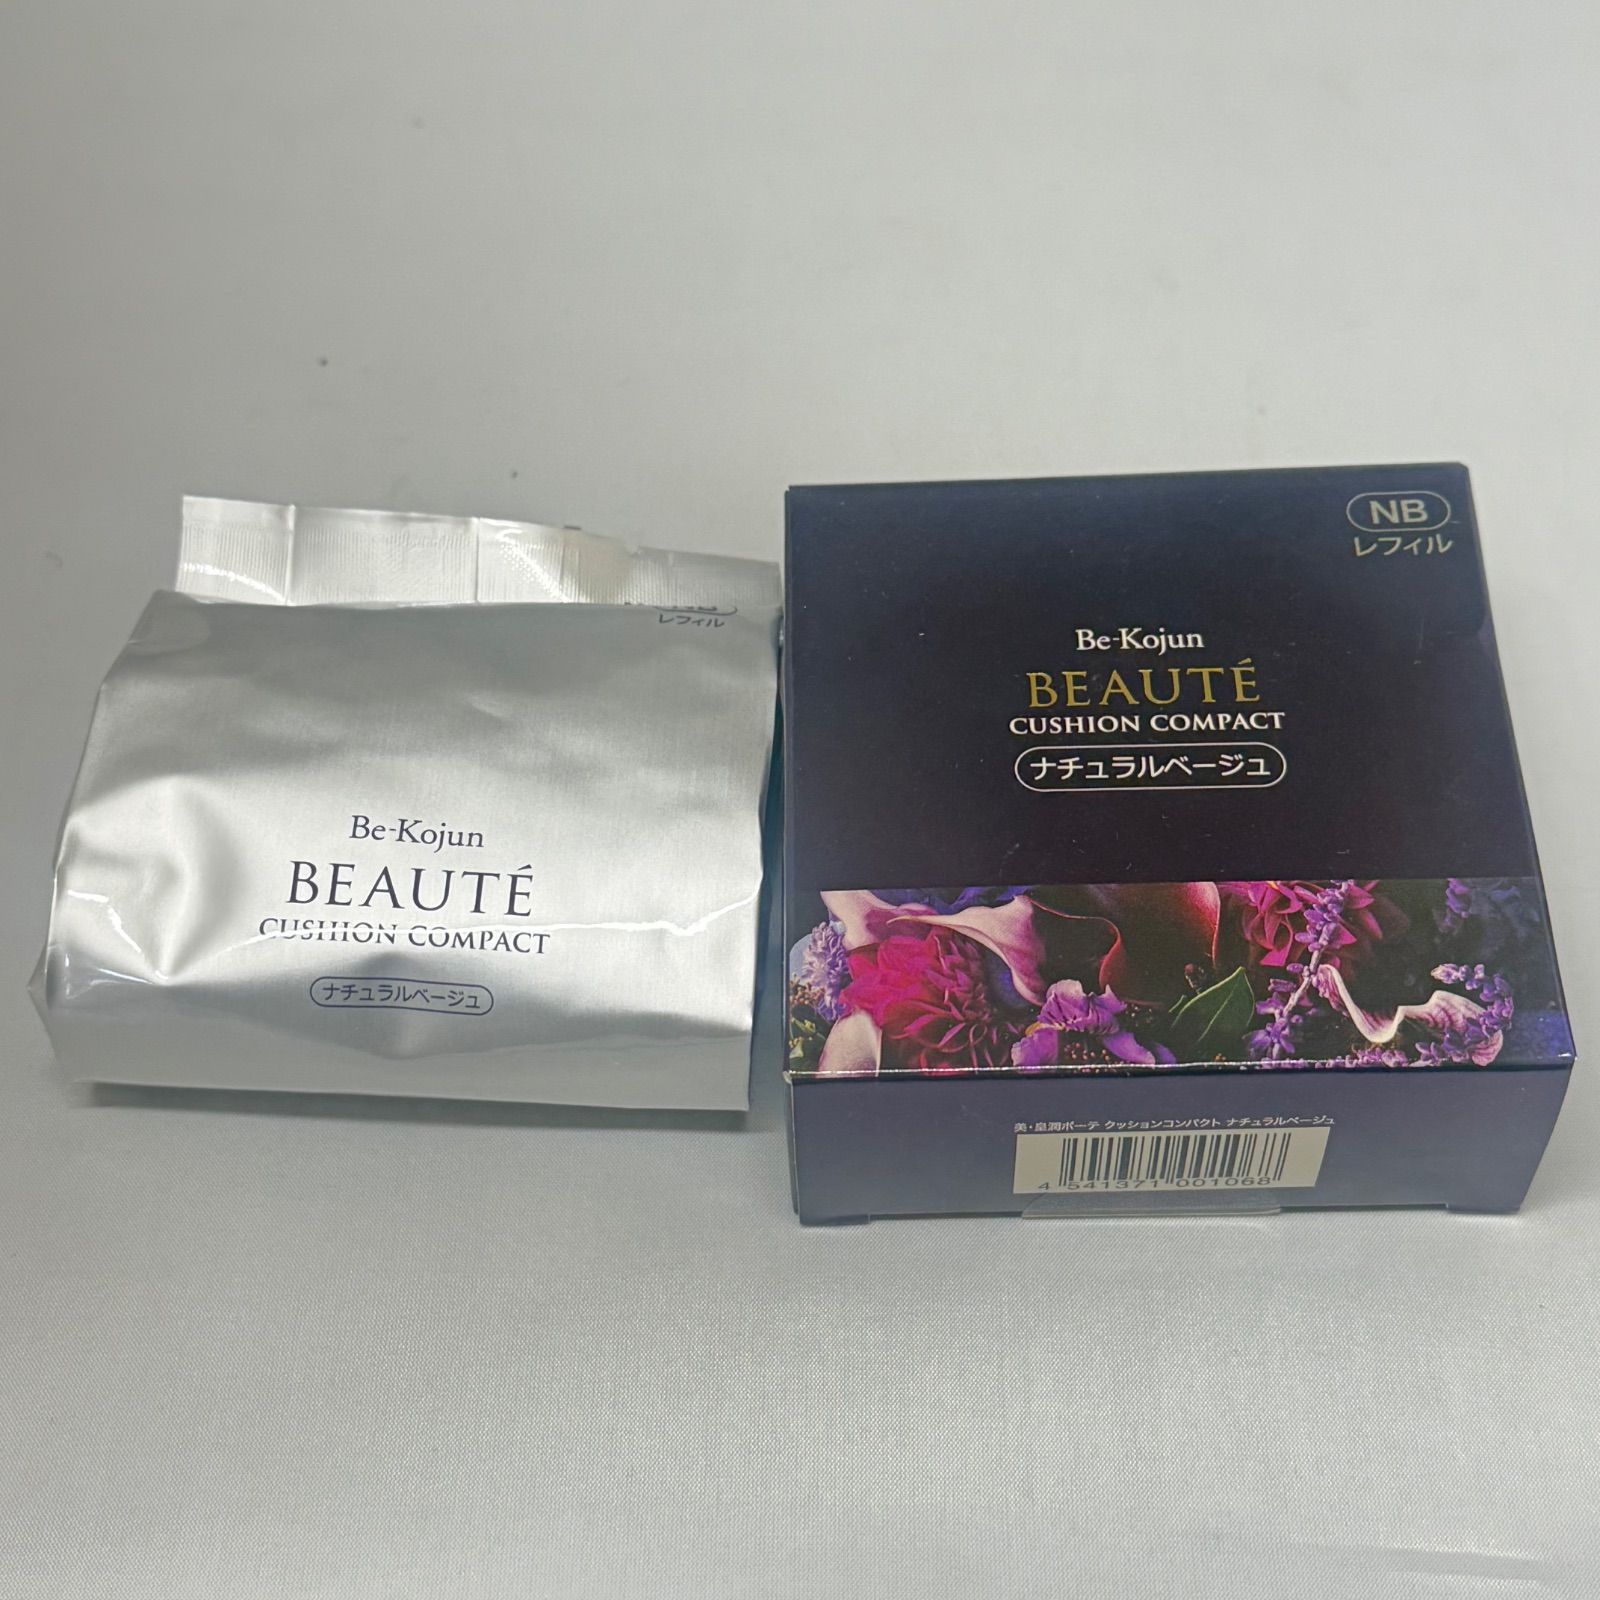 レフィル
Be-Kojun
BEAUTÉ
CUSHION COMPACT
ナチュラルベージュ
NB
レフィル
Be-Kojun
BEAUTÉ
CUSHION COMPACT
ナチュラルベージュ
美・皇潤ボーテ クッションコンパクト ナチュラルベージュ
4 541371 001068